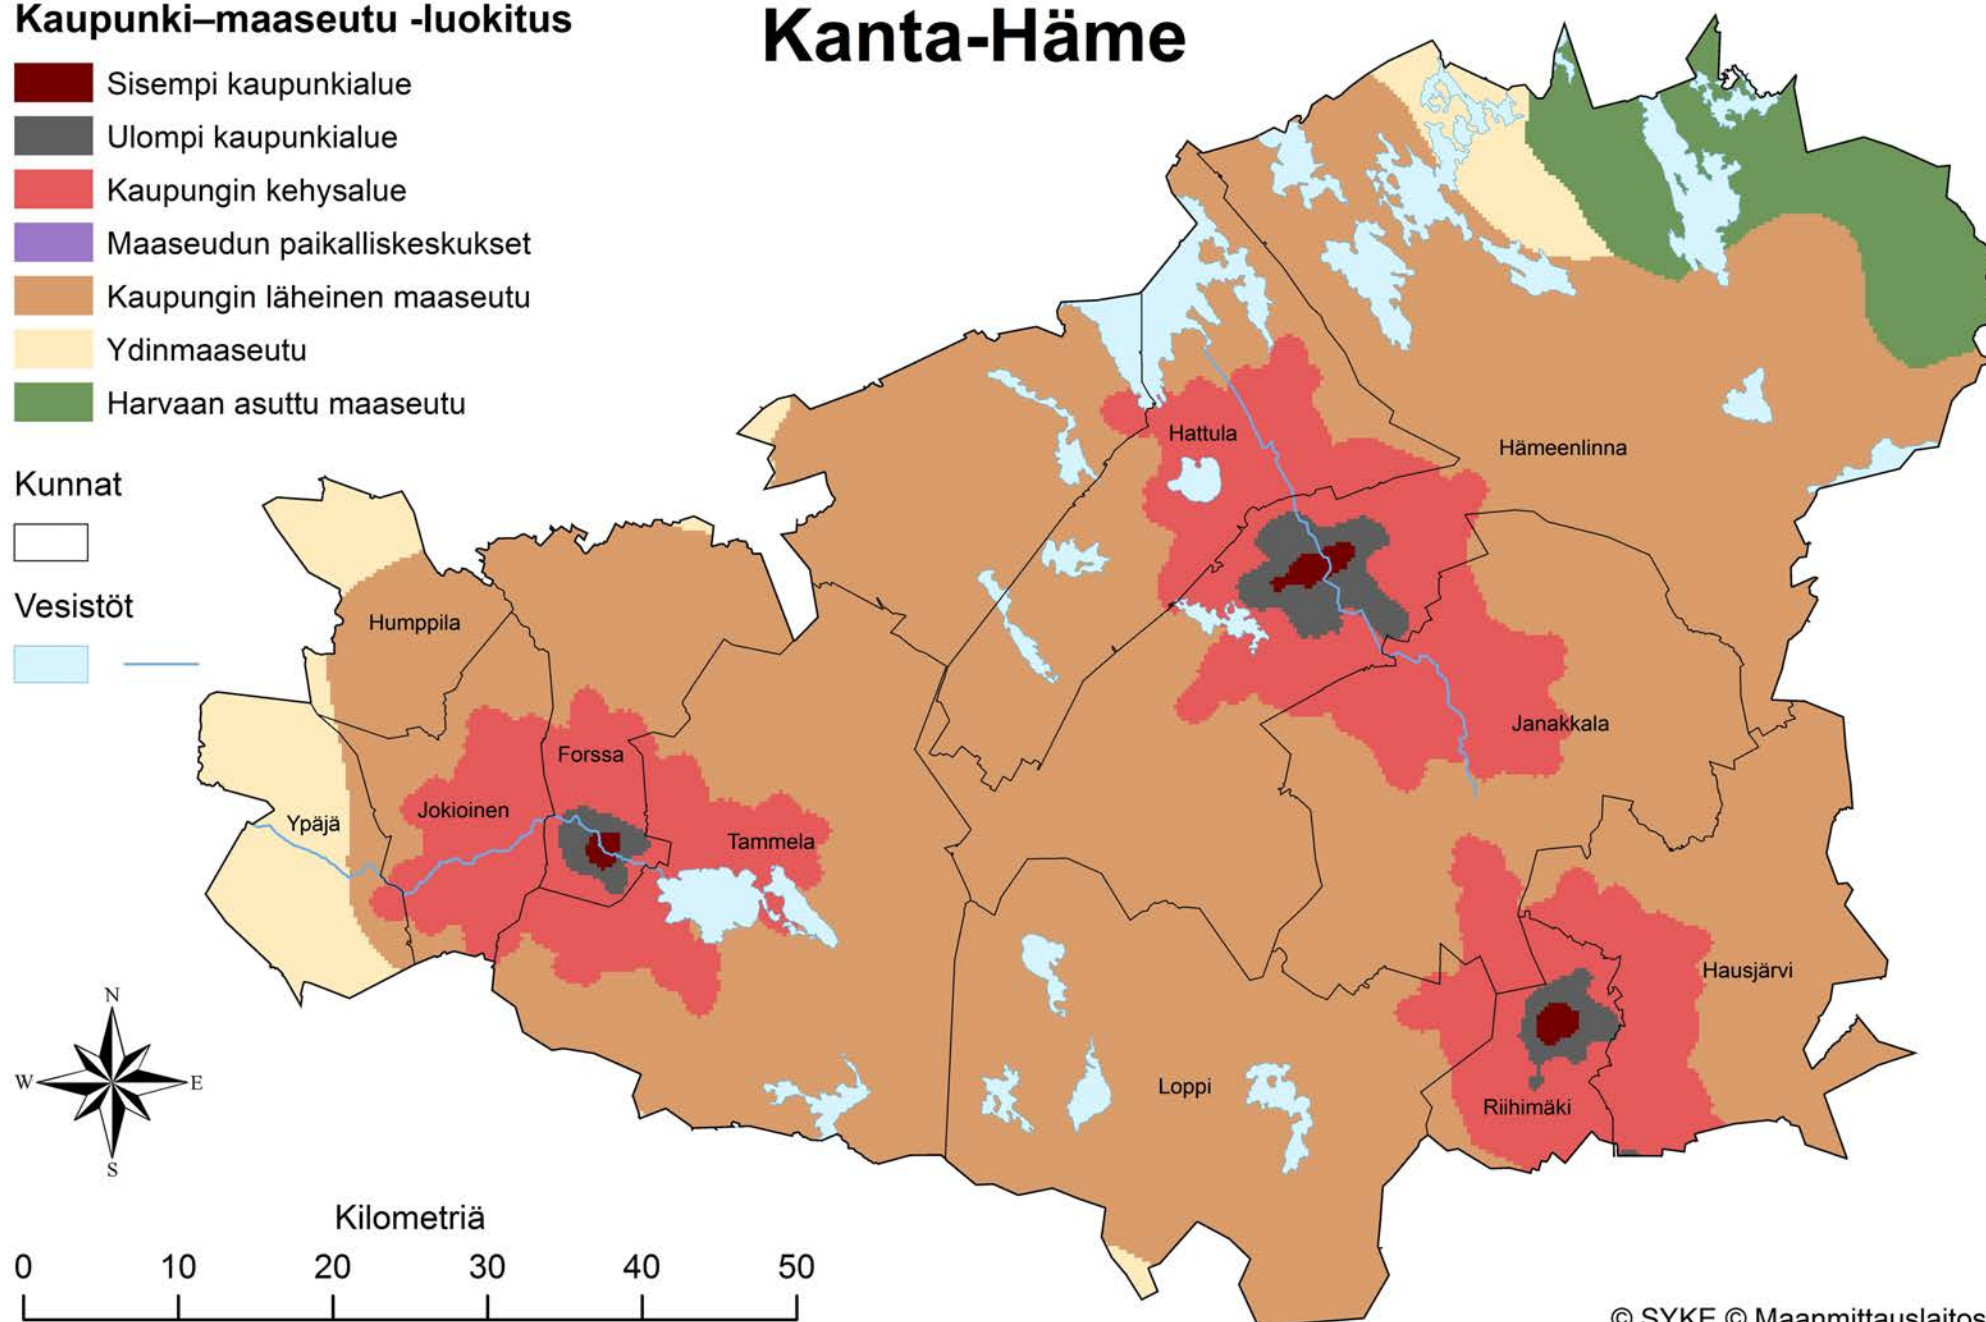 Kaupunki–maaseutu -luokitus
Kanta-Häme
Sisempi kaupunkialue
Ulompi kaupunkialue
Kaupungin kehysalue
Maaseudun paikalliskeskukset
Kaupungin läheinen maaseutu
Ydinmaaseutu
Harvaan asuttu maaseutu
Kunnat
Vesistöt
Hattula
Hämeenlinna
Humppila
Janakkala
Forssa
Jokioinen
Ypäjä
Tammela
Hausjärvi
Loppi
Riihimäki
N
W
E
S
Kilometriä
0 10 20 30 40 50
© SYKE © Maanmittauslaitos